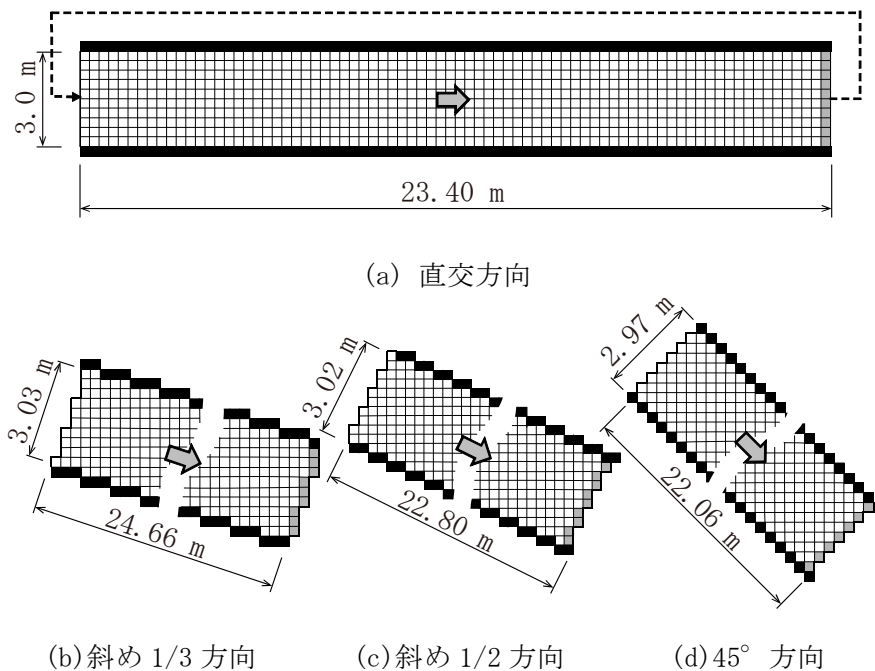 3.0 m
23.40 m
(a) 直交方向
3.03 m
24.66 m
3.02 m
22.80 m
2.97 m
22.06 m
(b)斜め 1/3 方向
(c)斜め 1/2 方向
(d)45° 方向